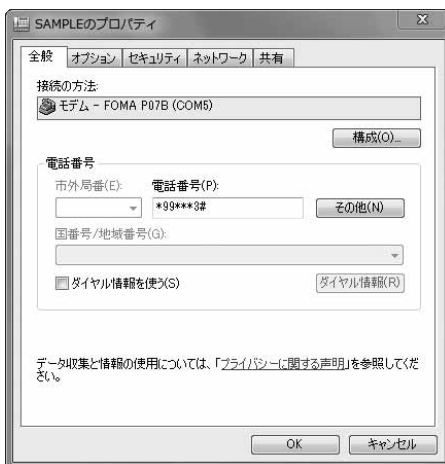 SAMPLEのプロパティ
全般 オプション セキュリティ ネットワーク 共有
接続の方法:
モデム - FOMA P07B (COM5)
構成(O)...
電話番号
市外局番(E): 電話番号(P):
*99***3# その他(N)
国番号/地域番号(G):
ダイヤル情報を使う(S) ダイヤル情報(R)
データ収集と情報の使用については、「プライバシーに関する声明」を参照してくだ
さい。
OK キャンセル